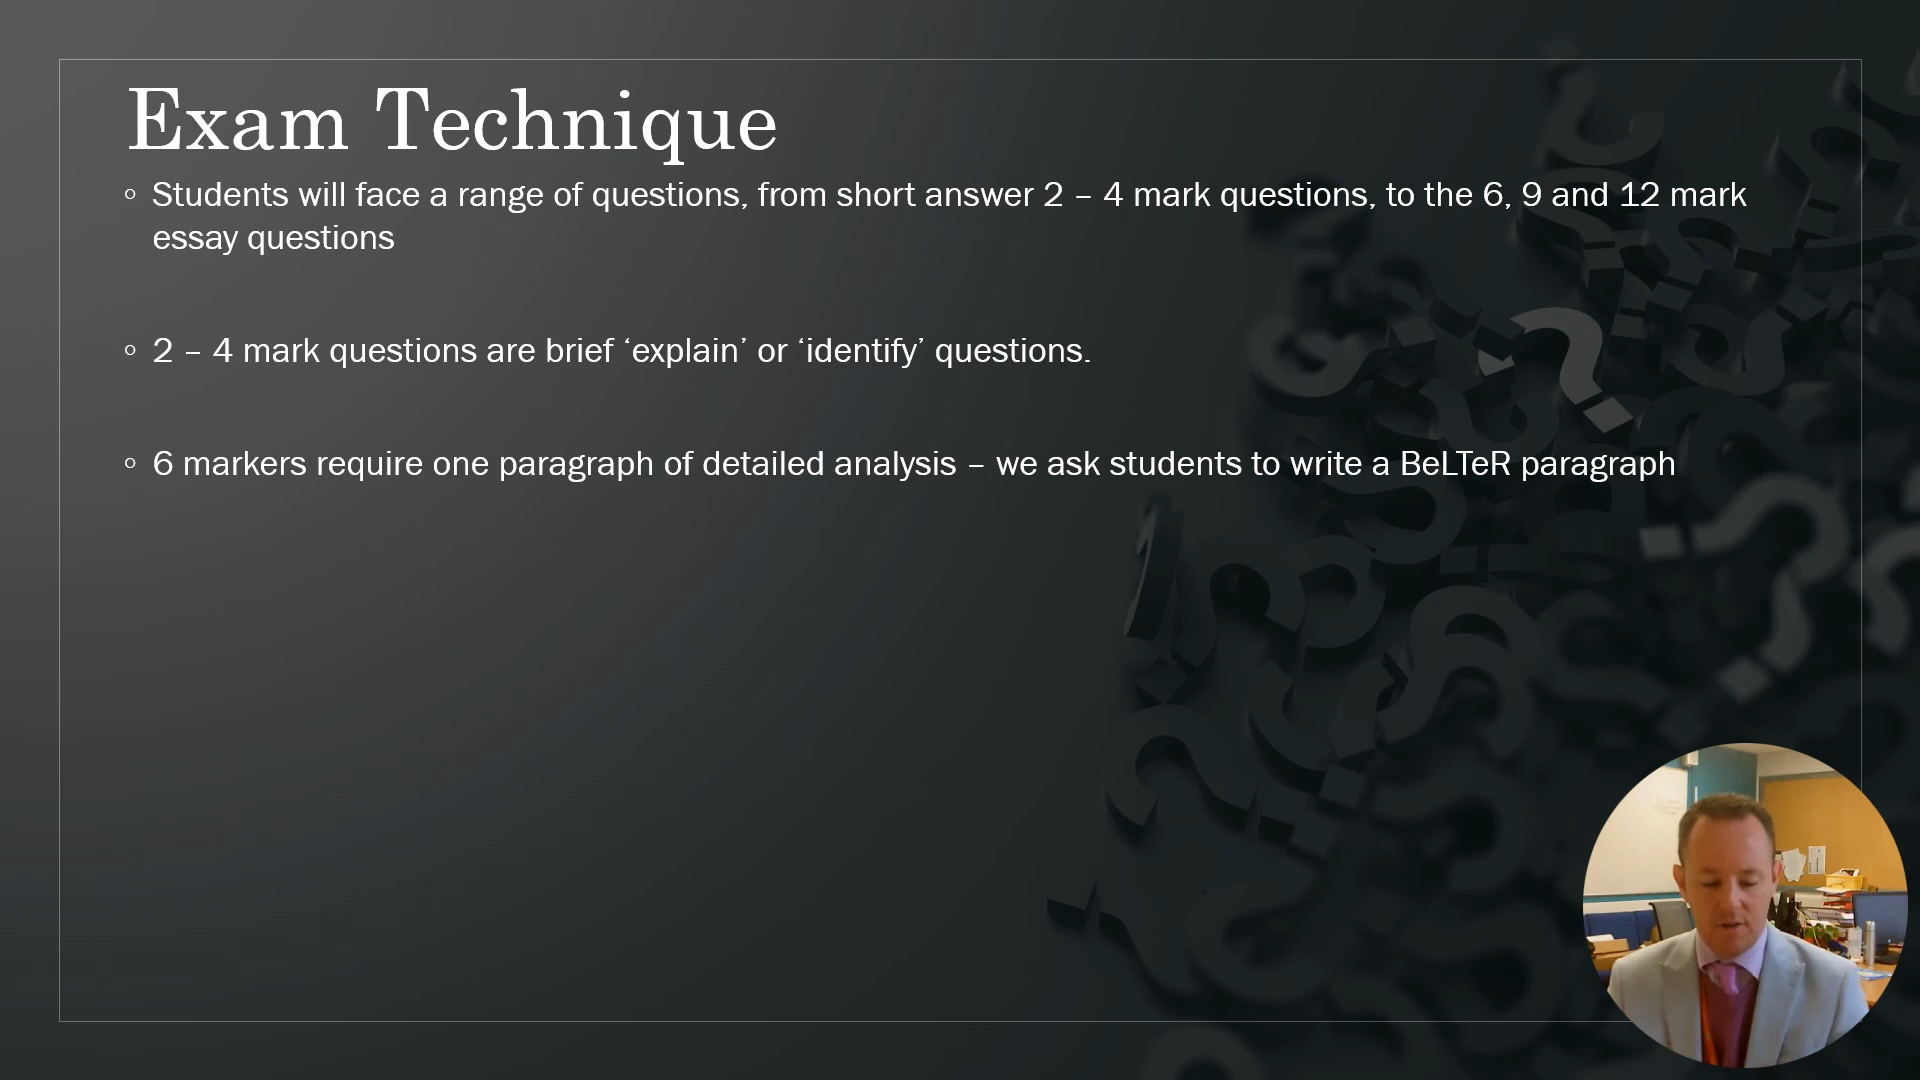 Exam Technique
Students will face a range of questions, from short answer 2 – 4 mark questions, to the 6, 9 and 12 mark
essay questions
2 – 4 mark questions are brief ‘explain’ or ‘identify’ questions.
6 markers require one paragraph of detailed analysis – we ask students to write a BeLTeR paragraph